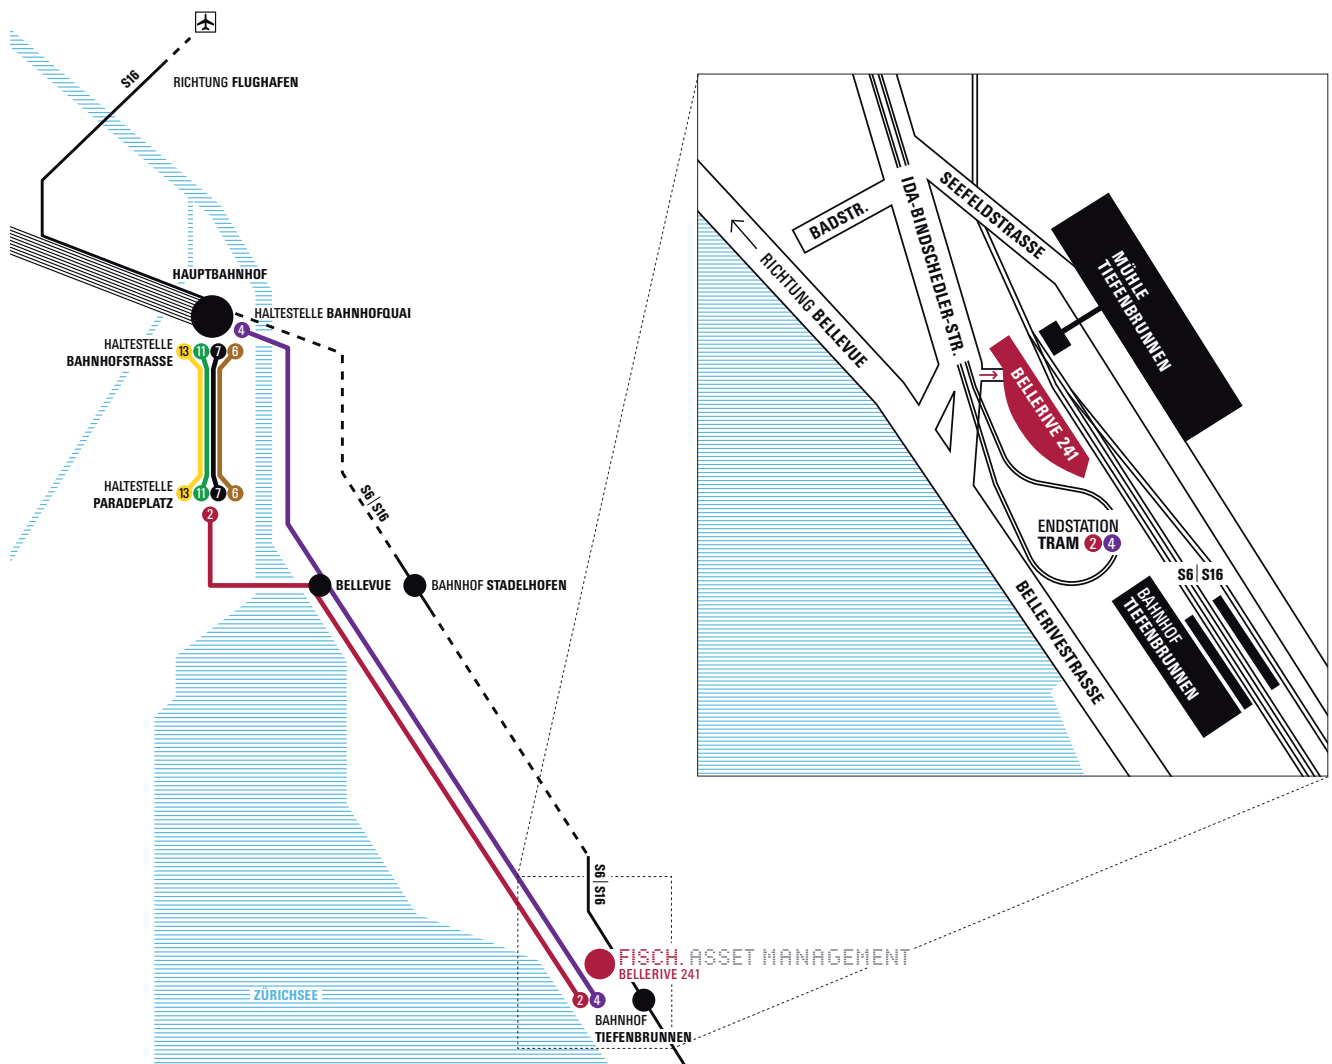 S16
RICHTUNG FLUGHAFEN
HAUPTBAHNHOF
HALTESTELLE BAHNHOFQUAI
4
HALTESTELLE
BAHNHOFSTRASSE
13 11 7 6
HALTESTELLE
PARADEPLATZ
13 11 7 6
2
S6 | S16
BELLEVUE
BAHNHOF STADELHOFEN
S6 | S16
FISCH. ASSET MANAGEMENT
BELLERIVE 241
2 4
BAHNHOF
TIEFENBRUNNEN
ZÜRICHSEE
BADSTR.
IDA-BINDSCHEDLER-STR.
SEEFELDSTRASSE
RICHTUNG BELLEVUE
MÜHLE
TIEFENBRUNNEN
BELLERIVE 241
ENDSTATION
TRAM 2 4
S6 | S16
BAHNHOF
TIEFENBRUNNEN
BELLERIVESTRASSE